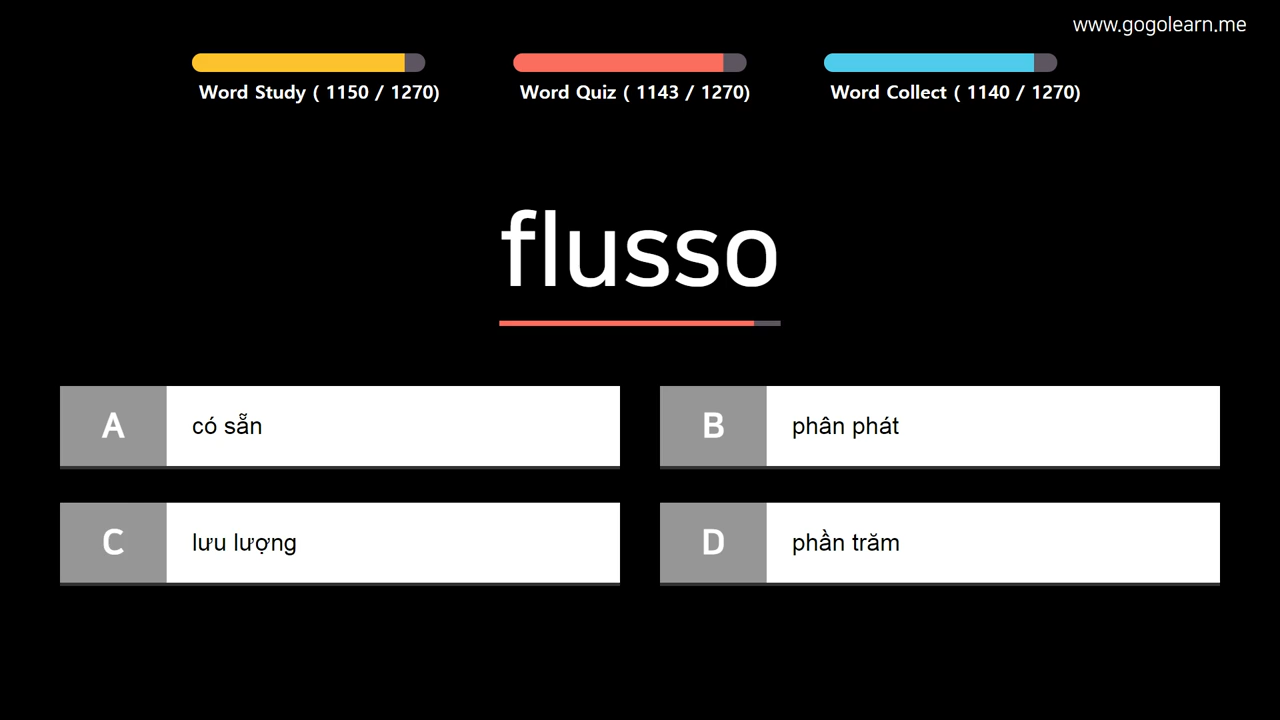 www.gogolearn.me
Word Study ( 1150 / 1270)
Word Quiz ( 1143 / 1270)
Word Collect ( 1140 / 1270)
flusso
A có sẵn
B phân phát
C lưu lượng
D phần trăm